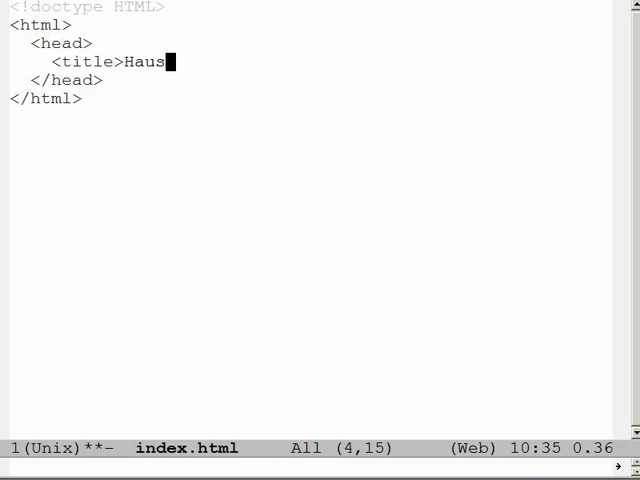 <!doctype HTML>
<html>
<head>
<title>Haus
</head>
</html>
1(Unix)**- index.html All (4,15) (Web) 10:35 0.36